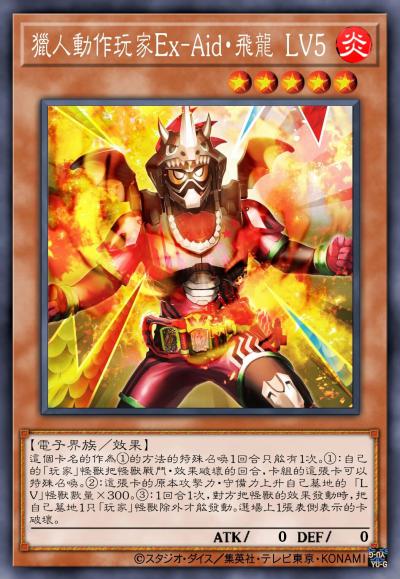 獵人動作玩家Ex-Aid•飛龍 LV5
炎
【電子界族／效果】
這個卡名的作為①的方法的特殊召喚1回合只能有1次。①：自己
的「玩家」怪獸把怪獸戰鬥・效果破壞的回合，卡組的這張卡可以
特殊召喚。②：這張卡的原本攻擊力・守備力上升自己墓地的「L
V」怪獸數量×300。③：1回合1次，對方把怪獸的效果發動時，把
自己墓地1只「玩家」怪獸除外才能發動。選場上1張表側表示的卡
破壞。
ATK/ 0 DEF/ 0
©スタジオ・ダイス／集英社・テレビ東京・KONAMI